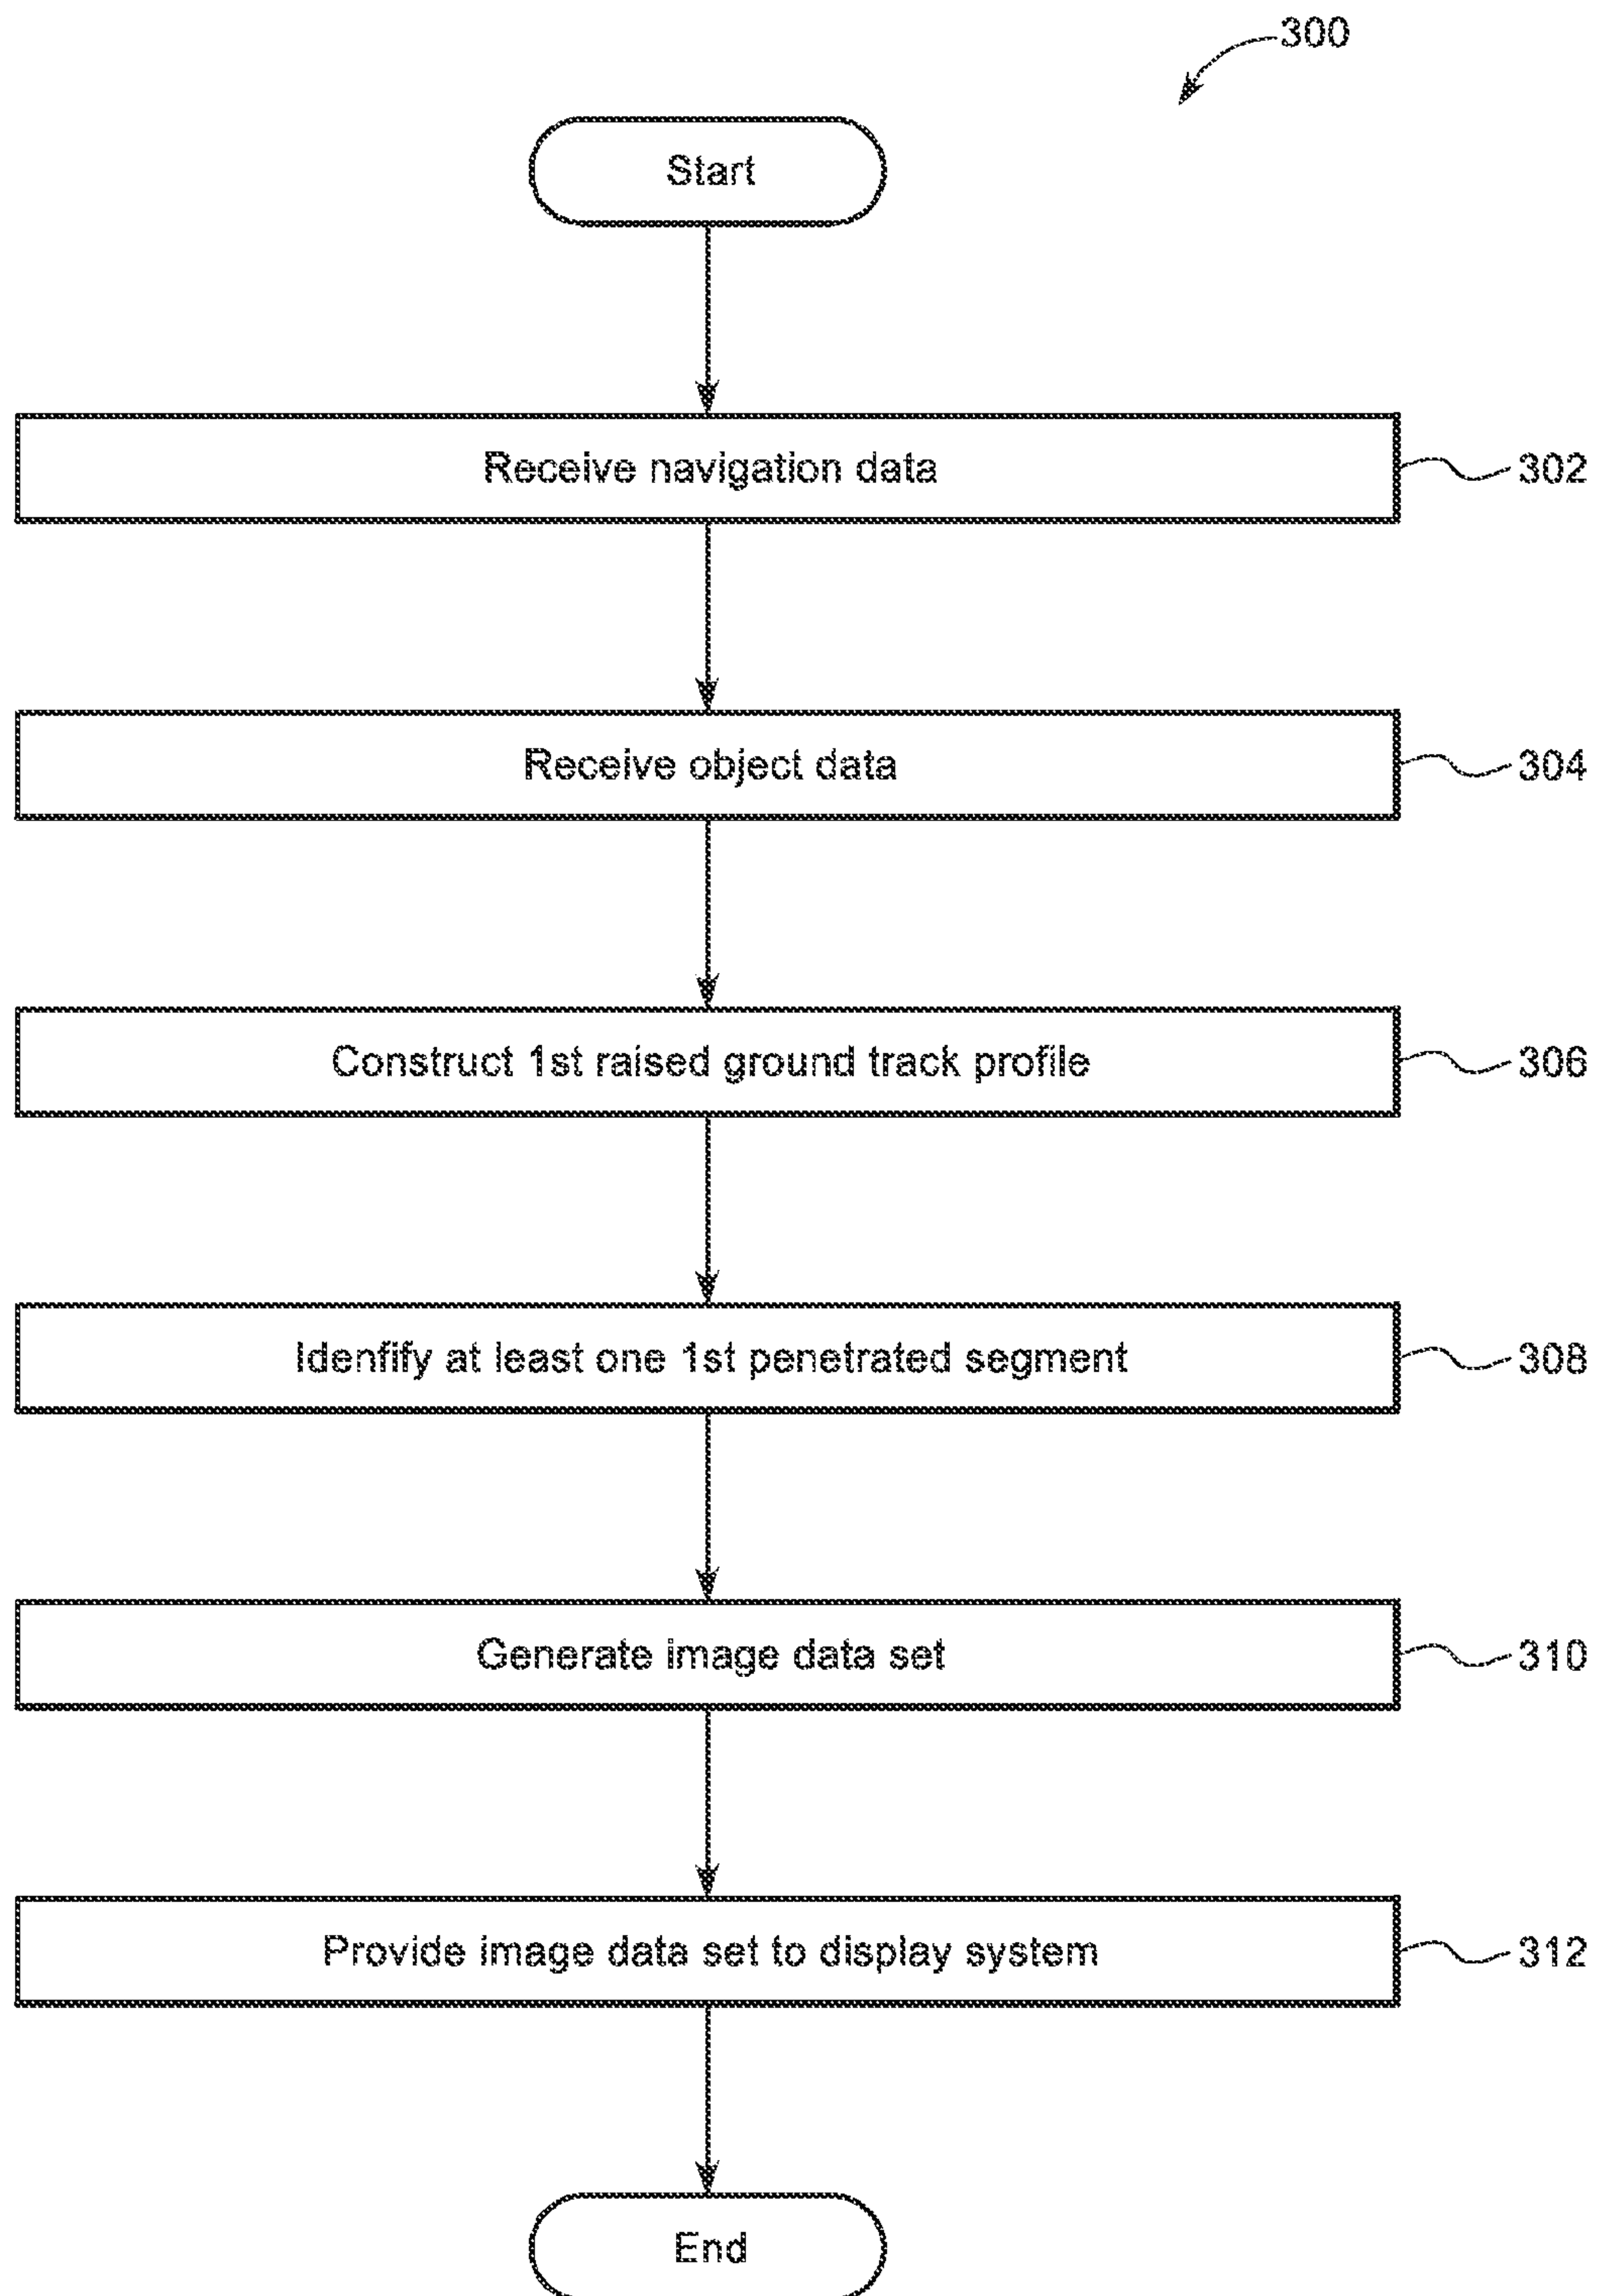 300
Start
Receive navigation data
302
Receive object data
304
Construct 1st raised ground track profile
306
Idenfify at least one 1st penetrated segment
308
Generate image data set
310
Provide image data set to display system
312
End